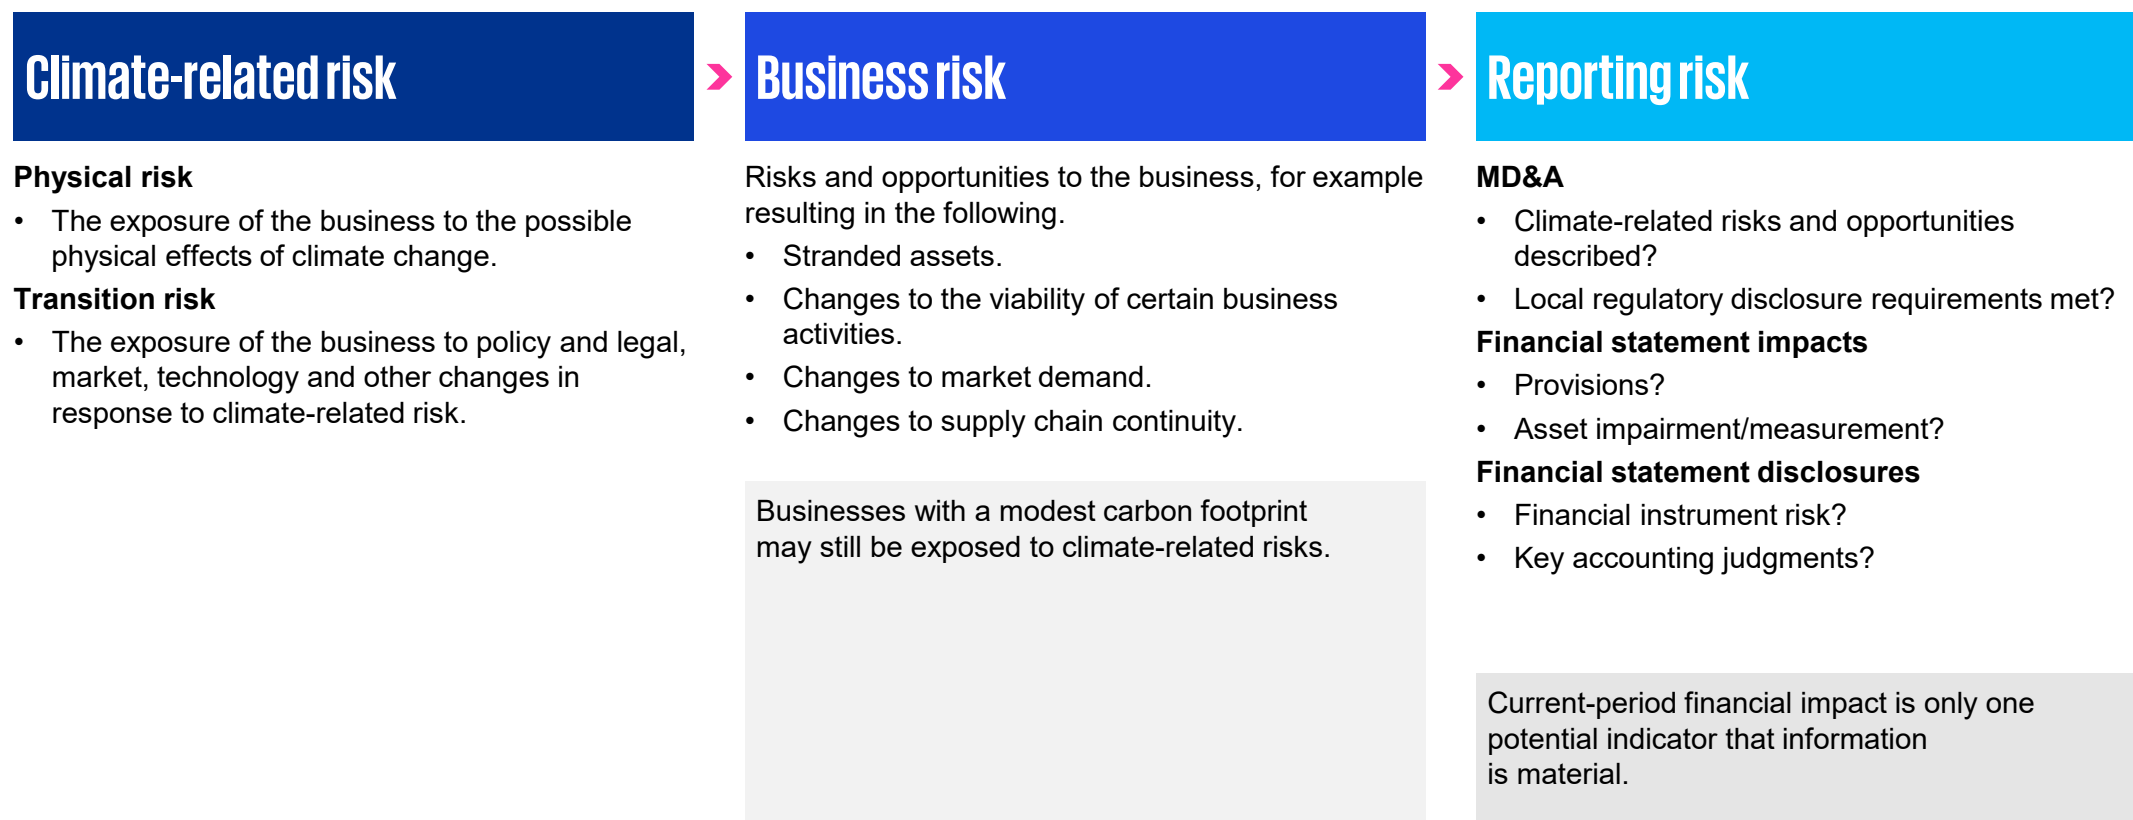 Climate-related risk
Physical risk
• The exposure of the business to the possible
physical effects of climate change.
Transition risk
• The exposure of the business to policy and legal,
market, technology and other changes in
response to climate-related risk.
Business risk
Risks and opportunities to the business, for example
resulting in the following.
• Stranded assets.
• Changes to the viability of certain business
activities.
• Changes to market demand.
• Changes to supply chain continuity.
Businesses with a modest carbon footprint
may still be exposed to climate-related risks.
Reporting risk
MD&A
• Climate-related risks and opportunities
described?
• Local regulatory disclosure requirements met?
Financial statement impacts
• Provisions?
• Asset impairment/measurement?
Financial statement disclosures
• Financial instrument risk?
• Key accounting judgments?
Current-period financial impact is only one
potential indicator that information
is material.